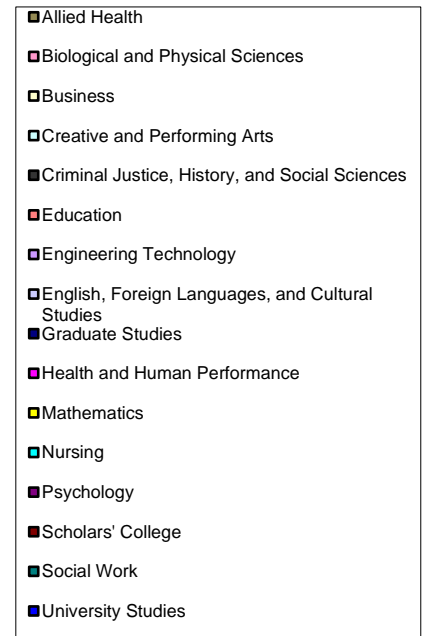 Allied Health
Biological and Physical Sciences
Business
Creative and Performing Arts
Criminal Justice, History, and Social Sciences
Education
Engineering Technology
English, Foreign Languages, and Cultural
Studies
Graduate Studies
Health and Human Performance
Mathematics
Nursing
Psychology
Scholars' College
Social Work
University Studies